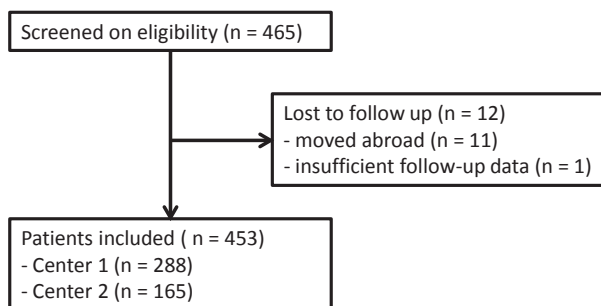 Screened on eligibility (n = 465)
Lost to follow up (n = 12)
- moved abroad (n = 11)
- insufficient follow-up data (n = 1)
Patients included ( n = 453)
- Center 1 (n = 288)
- Center 2 (n = 165)